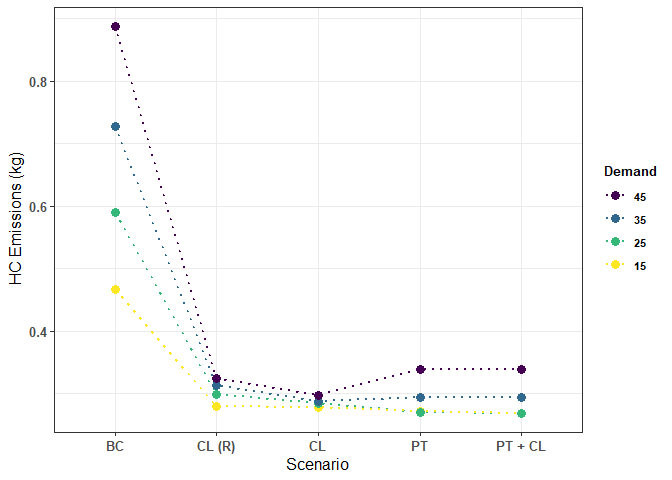 HC Emissions (kg)
0.8
0.6
0.4
BC
CL (R)
CL
PT
PT + CL
Scenario
Demand
45
35
25
15